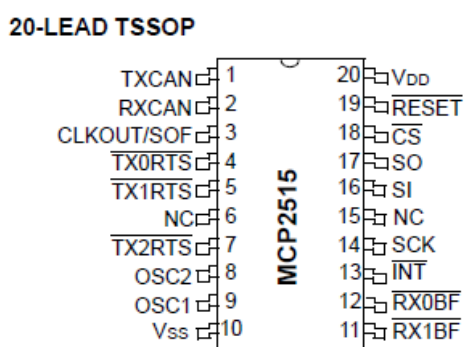 20-LEAD TSSOP
TXCAN 1 20 VDD
RXCAN 2 19 RESET
CLKOUT/SOF 3 18 CS
TX0RTS 4 17 SO
TX1RTS 5 16 SI
NC 6 15 NC
TX2RTS 7 14 SCK
OSC2 8 13 INT
OSC1 9 12 RX0BF
Vss 10 11 RX1BF
MCP2515